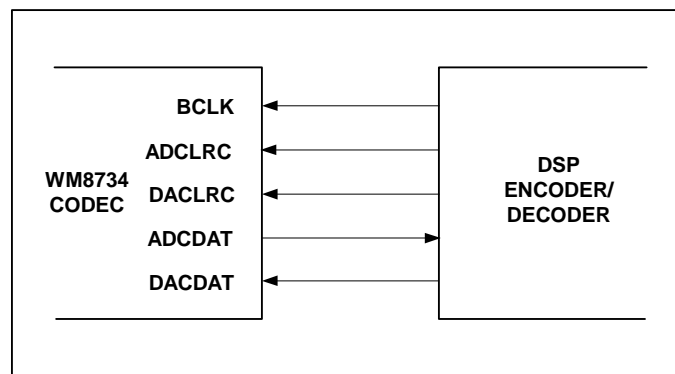 BCLK
ADCLRC
WM8734
CODEC
DACLRC
ADCDAT
DACDAT
DSP
ENCODER/
DECODER